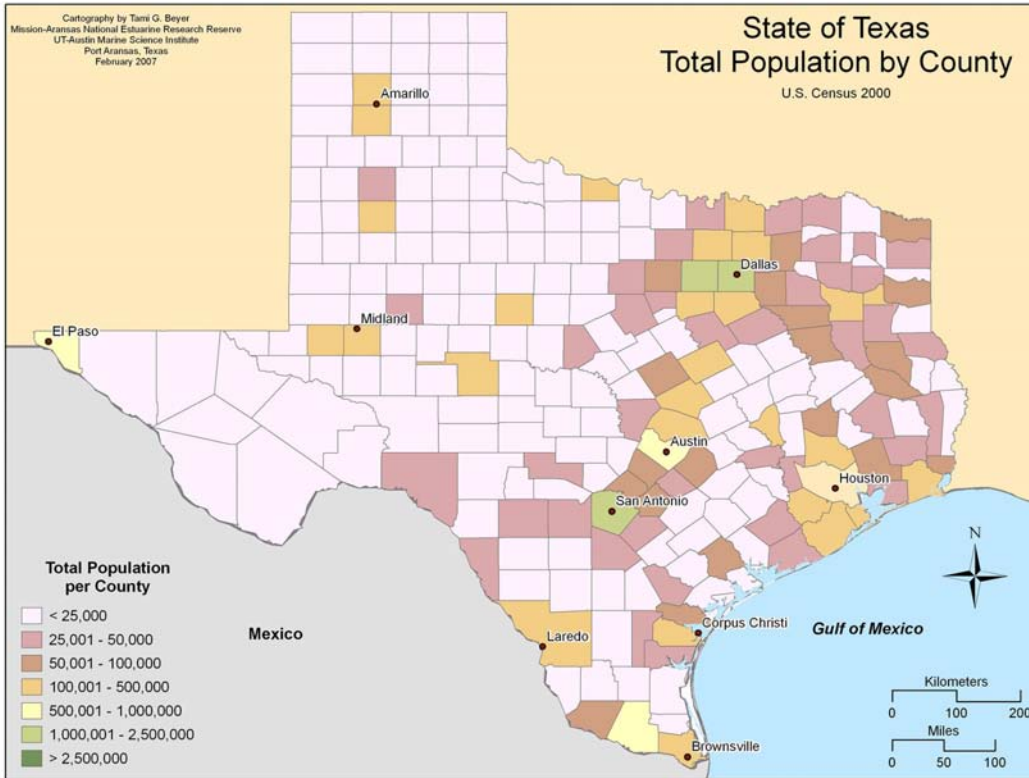 Cartography by Tami G. Beyer
Mission-Aransas National Estuarine Research Reserve
UT-Austin Marine Science Institute
Port Aransas, Texas
February 2007
State of Texas
Total Population by County
U.S. Census 2000
Amarillo
Dallas
Midland
El Paso
Austin
Houston
San Antonio
N
Total Population
per County
< 25,000
25,001 - 50,000
50,001 - 100,000
100,001 - 500,000
500,001 - 1,000,000
1,000,001 - 2,500,000
> 2,500,000
Mexico
Laredo
Corpus Christi
Gulf of Mexico
Brownsville
Kilometers
0 100 200
Miles
0 50 100